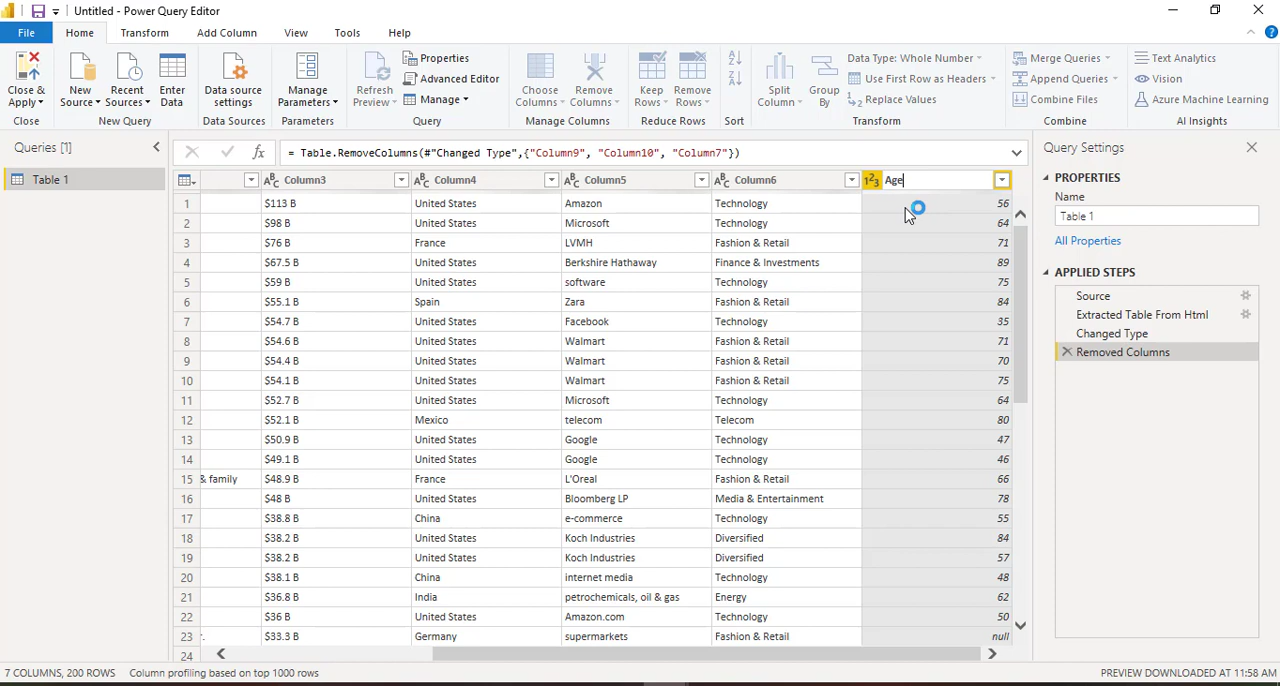 Untitled - Power Query Editor
File Home Transform Add Column View Tools Help
Close & Apply New Source Recent Sources Enter Data Data source settings Manage Parameters Refresh Preview Properties Advanced Editor Manage Choose Columns Remove Columns Keep Rows Remove Rows Split Column Group By Data Type: Whole Number Use First Row as Headers Replace Values Merge Queries Append Queries Combine Files Text Analytics Vision Azure Machine Learning
Close New Query Data Sources Parameters Query Manage Columns Reduce Rows Sort Transform Combine AI Insights
Queries [1]
Table 1
= Table.RemoveColumns(#"Changed Type",{"Column9", "Column10", "Column7"})
Column3 Column4 Column5 Column6 Age
1 $113 B United States Amazon Technology 56
2 $98 B United States Microsoft Technology 64
3 $76 B France LVMH Fashion & Retail 71
4 $67.5 B United States Berkshire Hathaway Finance & Investments 89
5 $59 B United States software Technology 75
6 $55.1 B Spain Zara Fashion & Retail 84
7 $54.7 B United States Facebook Technology 35
8 $54.6 B United States Walmart Fashion & Retail 71
9 $54.4 B United States Walmart Fashion & Retail 70
10 $54.1 B United States Walmart Fashion & Retail 75
11 $52.7 B United States Microsoft Technology 64
12 $52.1 B Mexico telecom Telecom 80
13 $50.9 B United States Google Technology 47
14 $49.1 B United States Google Technology 46
15 & family $48.9 B France L'Oreal Fashion & Retail 66
16 $48 B United States Bloomberg LP Media & Entertainment 78
17 $38.8 B China e-commerce Technology 55
18 $38.2 B United States Koch Industries Diversified 84
19 $38.2 B United States Koch Industries Diversified 57
20 $38.1 B China internet media Technology 48
21 $36.8 B India petrochemicals, oil & gas Energy 62
22 $36 B United States Amazon.com Technology 50
23 r. $33.3 B Germany supermarkets Fashion & Retail null
24
Query Settings
PROPERTIES
Name
Table 1
All Properties
APPLIED STEPS
Source
Extracted Table From Html
Changed Type
Removed Columns
7 COLUMNS, 200 ROWS Column profiling based on top 1000 rows PREVIEW DOWNLOADED AT 11:58 AM